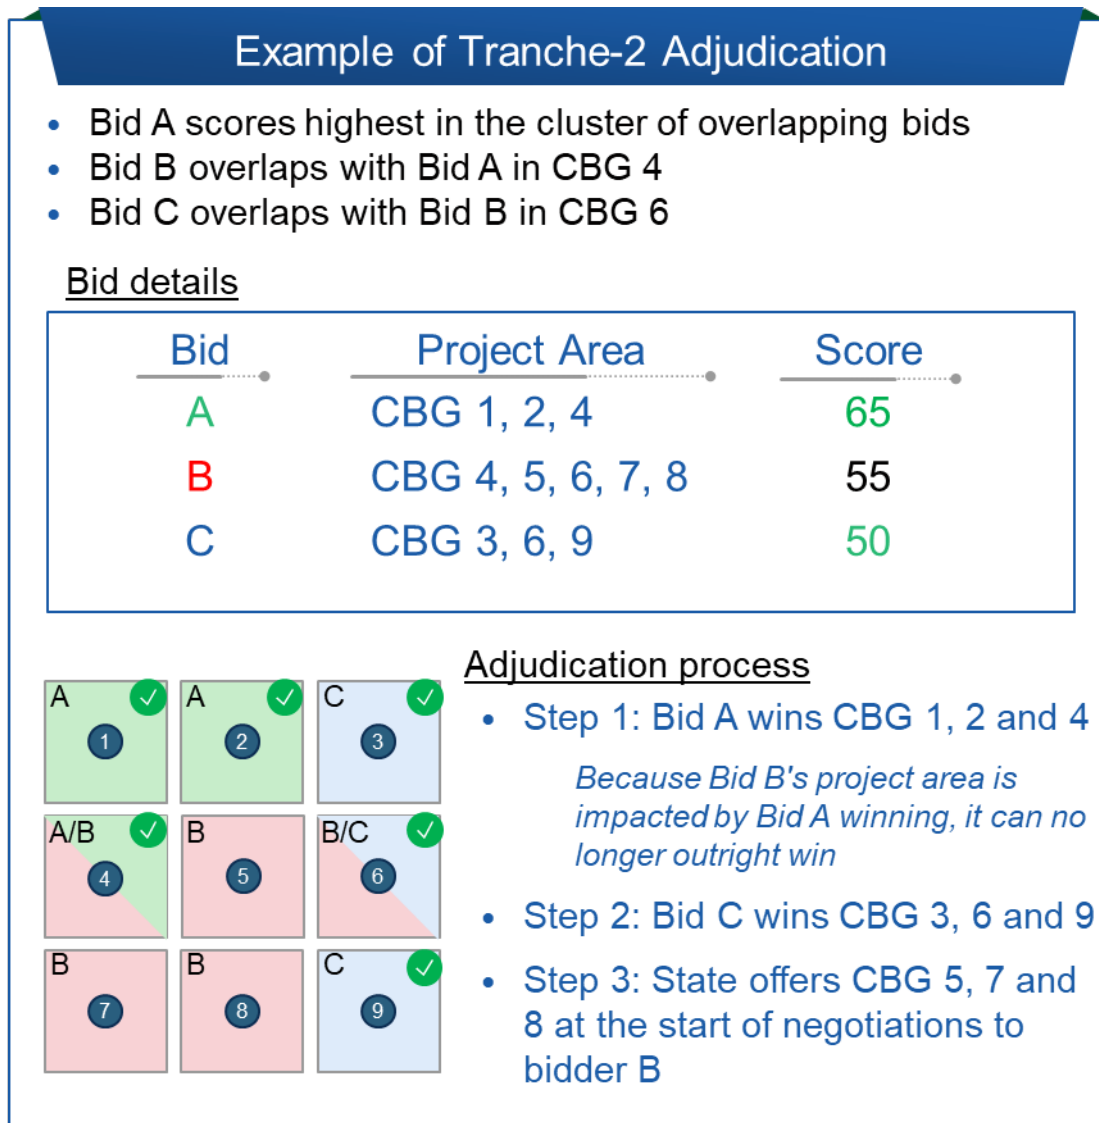 Example of Tranche-2 Adjudication
• Bid A scores highest in the cluster of overlapping bids
• Bid B overlaps with Bid A in CBG 4
• Bid C overlaps with Bid B in CBG 6
Bid details
Bid Project Area Score
A CBG 1, 2, 4 65
B CBG 4, 5, 6, 7, 8 55
C CBG 3, 6, 9 50
A A C
1 2 3
A/B B B/C
4 5 6
B B C
7 8 9
Adjudication process
• Step 1: Bid A wins CBG 1, 2 and 4
Because Bid B's project area is
impacted by Bid A winning, it can no
longer outright win
• Step 2: Bid C wins CBG 3, 6 and 9
• Step 3: State offers CBG 5, 7 and
8 at the start of negotiations to
bidder B